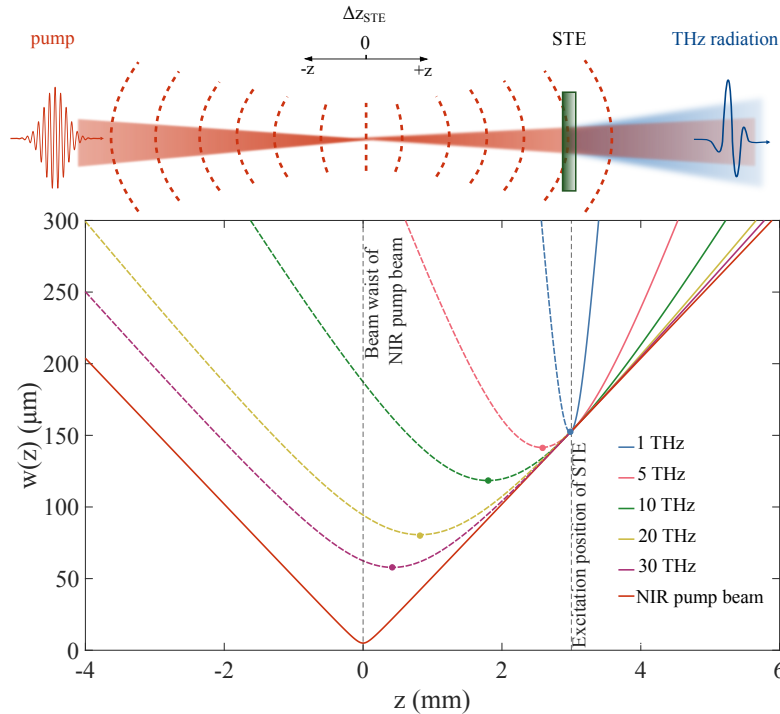 Δz_STE
pump
0
STE
THz radiation
-z
+z
300
250
200
150
100
50
0
w(z) (μm)
Beam waist of
NIR pump beam
Excitation position of STE
1 THz
5 THz
10 THz
20 THz
30 THz
NIR pump beam
-4
-2
0
2
4
6
z (mm)